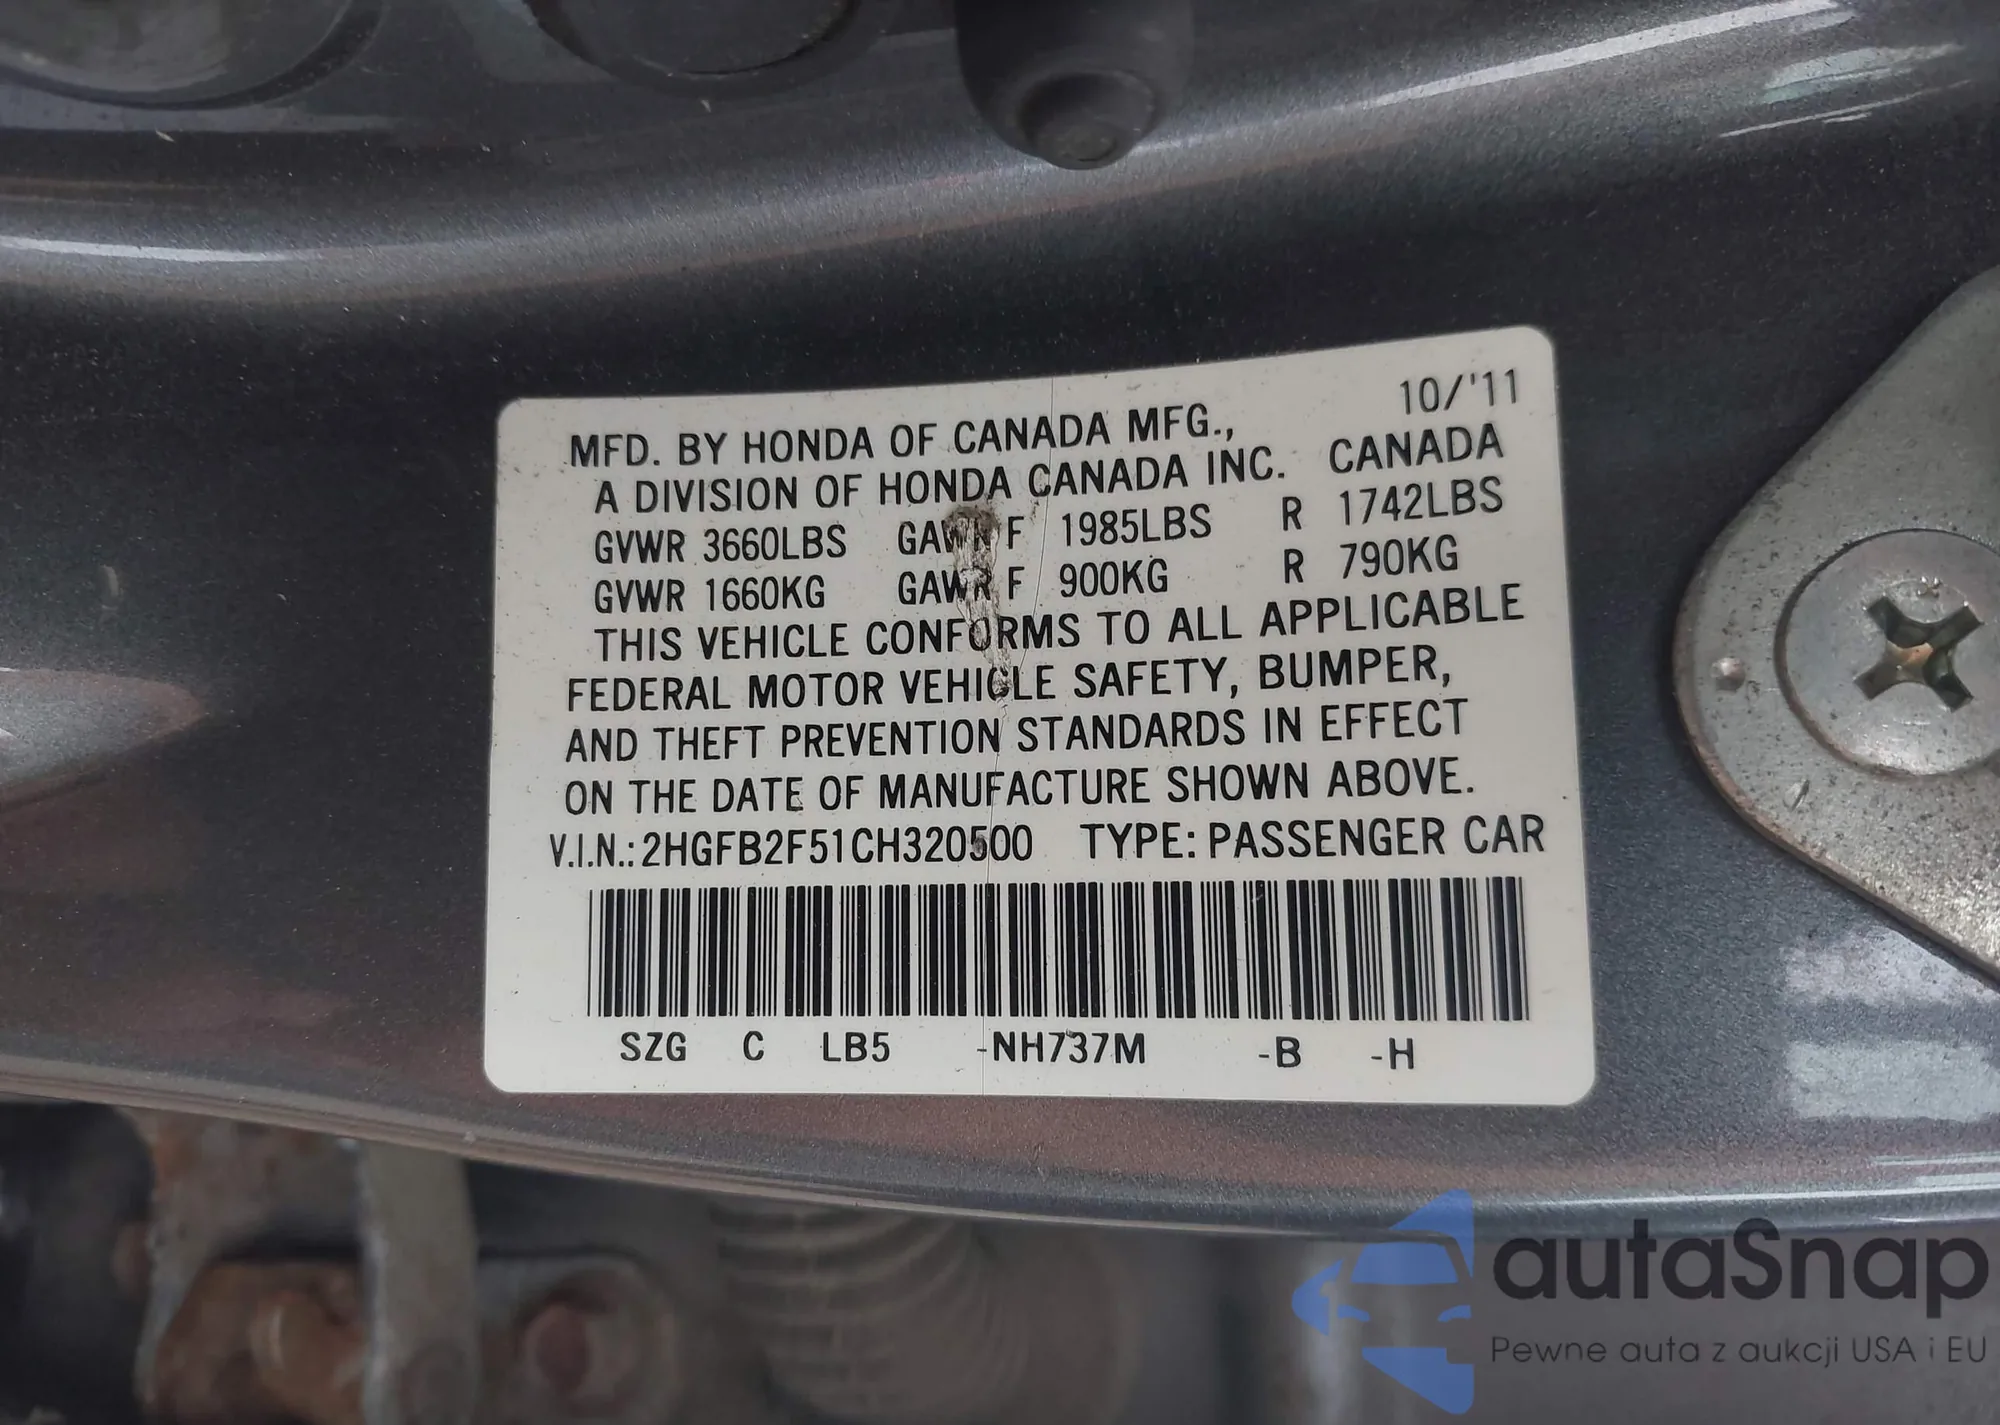 10/'11
MFD. BY HONDA OF CANADA MFG.,
A DIVISION OF HONDA CANADA INC. CANADA
GVWR 3660LBS GAWR F 1985LBS R 1742LBS
GVWR 1660KG GAWR F 900KG R 790KG
THIS VEHICLE CONFORMS TO ALL APPLICABLE
FEDERAL MOTOR VEHICLE SAFETY, BUMPER,
AND THEFT PREVENTION STANDARDS IN EFFECT
ON THE DATE OF MANUFACTURE SHOWN ABOVE.
V.I.N.: 2HGFB2F51CH320500 TYPE: PASSENGER CAR
SZG C LB5 -NH737M -B -H
autaSnap
Pewne auta z aukcji USA i EU